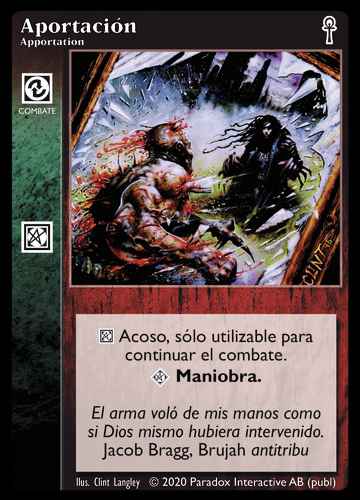 Aportación
Apportation
COMBATE
CLINT '95
Acoso, sólo utilizable para
continuar el combate.
Maniobra.
El arma voló de mis manos como
si Dios mismo hubiera intervenido.
Jacob Bragg, Brujah antitribu
Ilus. Clint Langley © 2020 Paradox Interactive AB (publ)